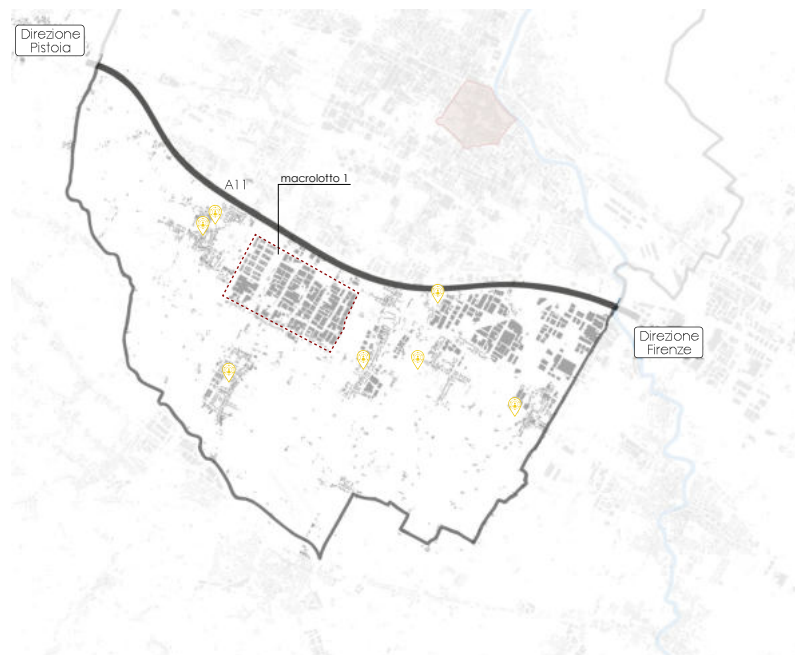 Direzione
Pistoia
A11
macrolotto 1
Direzione
Firenze